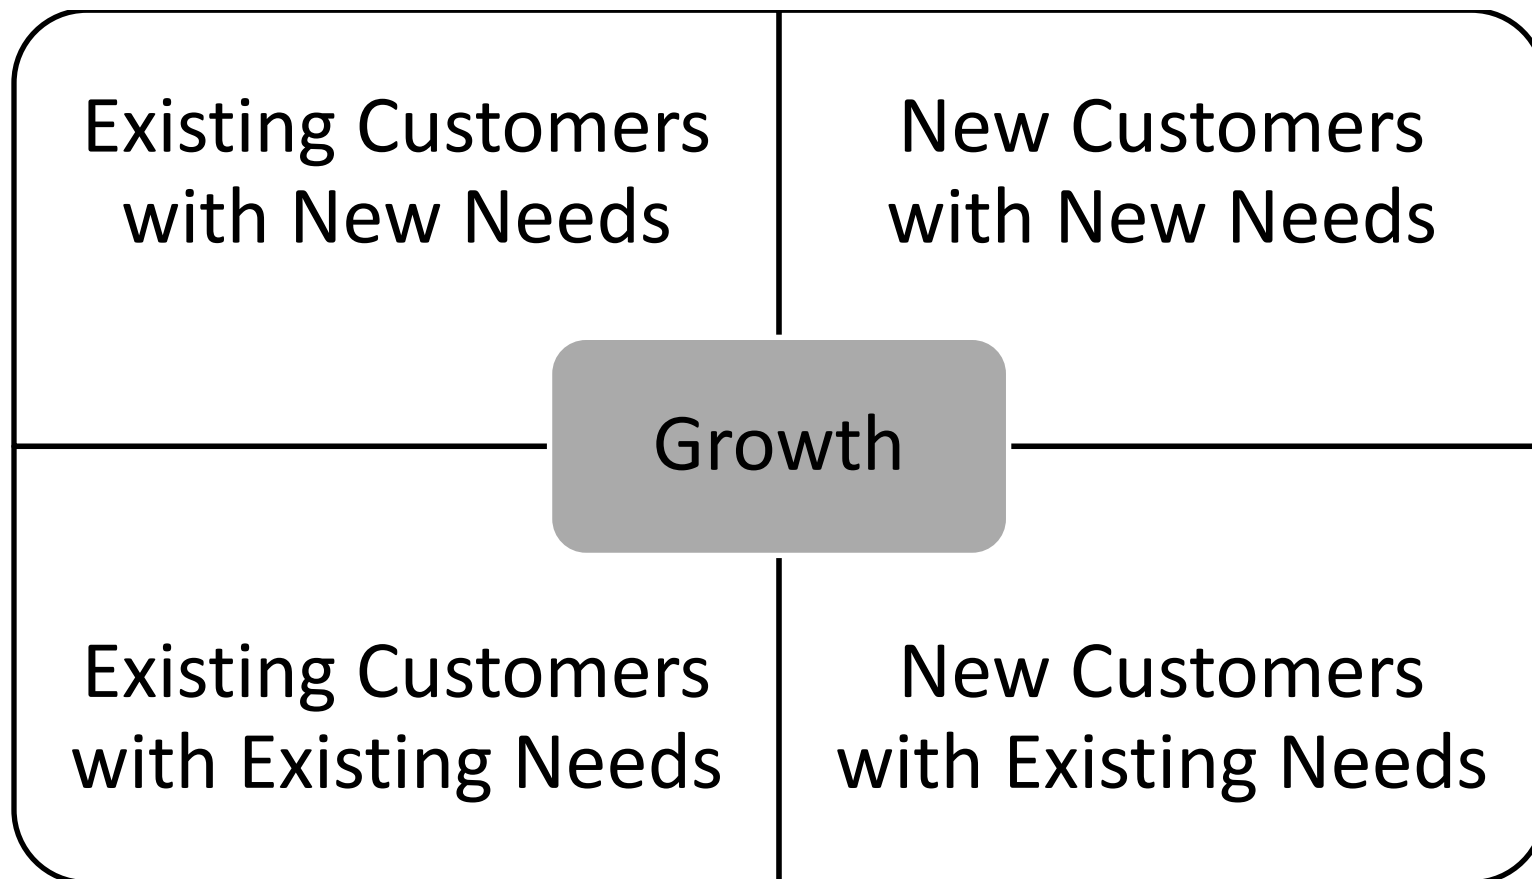 Existing Customers
with New Needs
New Customers
with New Needs
Growth
Existing Customers
with Existing Needs
New Customers
with Existing Needs